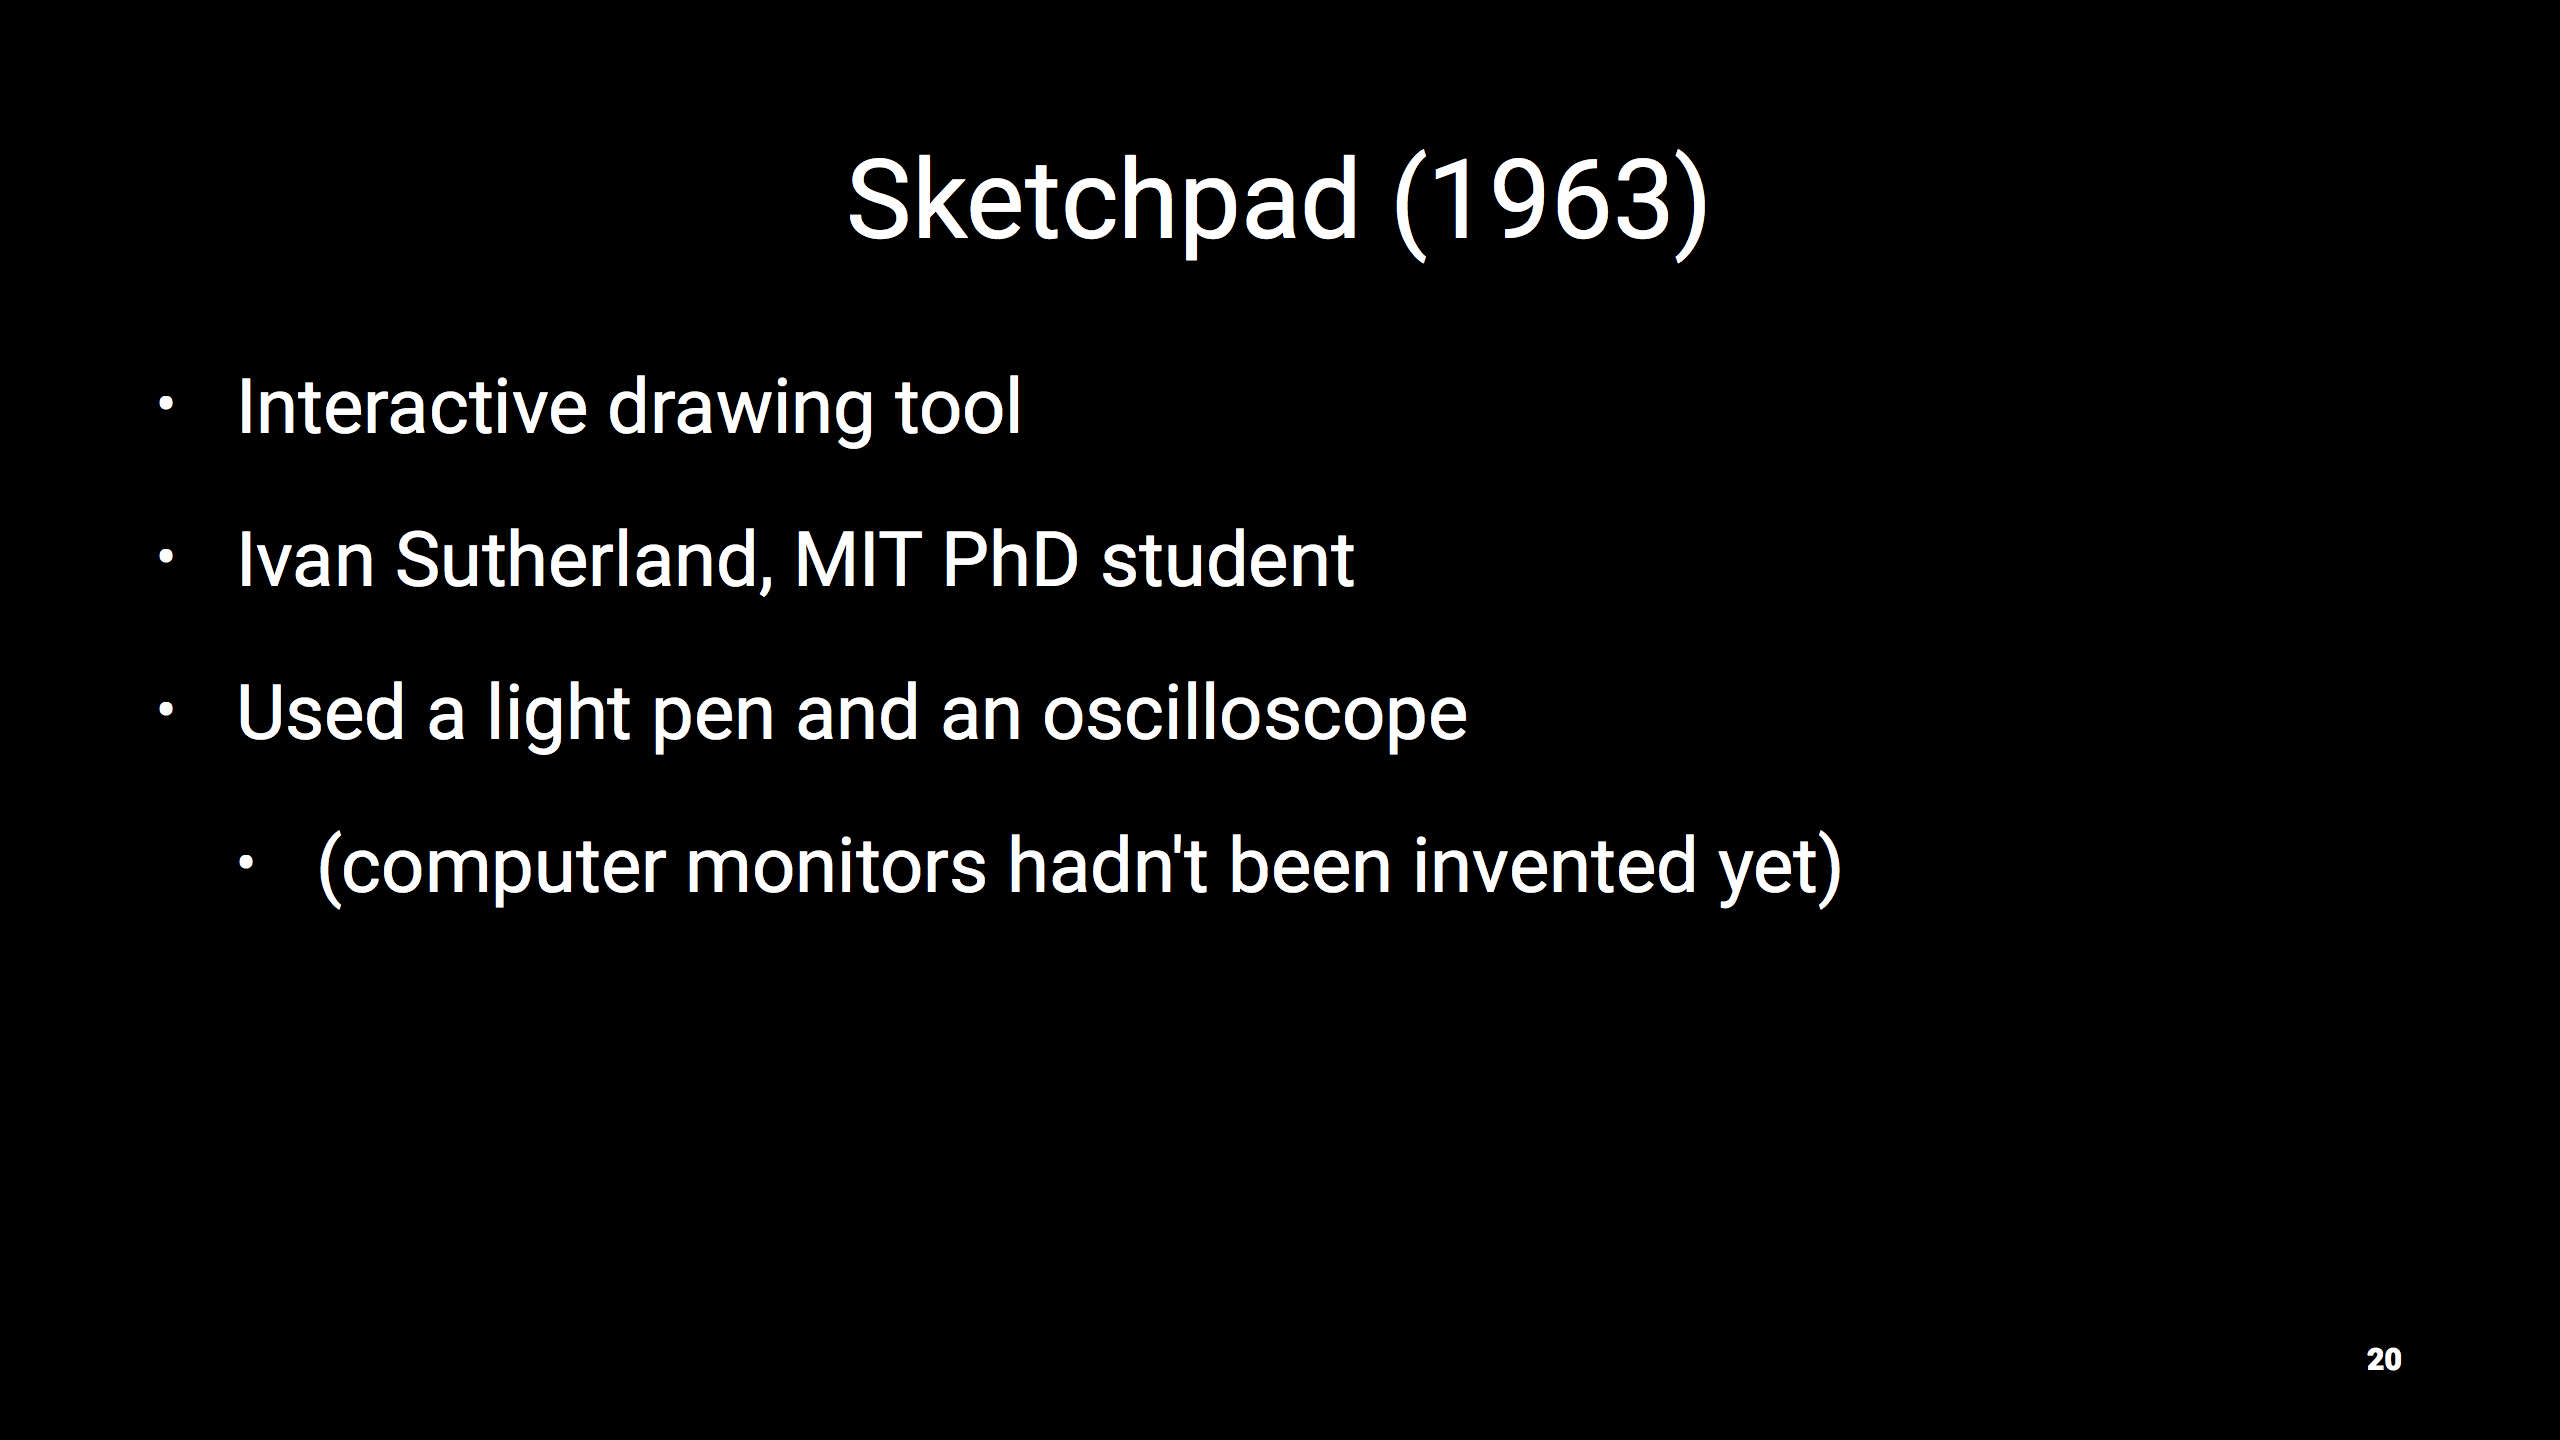 Sketchpad (1963)
• Interactive drawing tool
• Ivan Sutherland, MIT PhD student
• Used a light pen and an oscilloscope
• (computer monitors hadn't been invented yet)
20